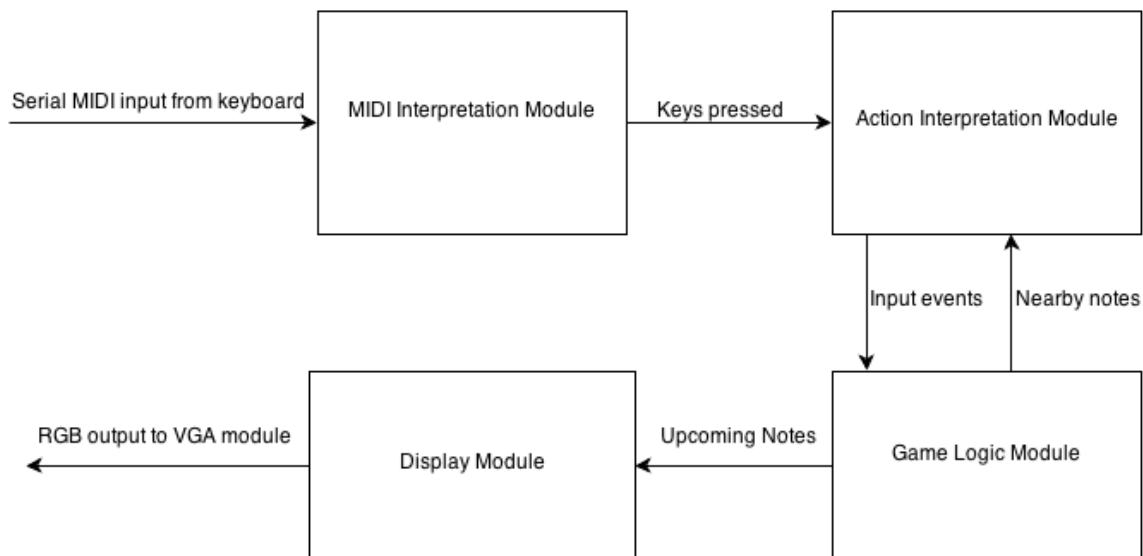 Serial MIDI input from keyboard
MIDI Interpretation Module
Keys pressed
Action Interpretation Module
Input events
Nearby notes
RGB output to VGA module
Display Module
Upcoming Notes
Game Logic Module